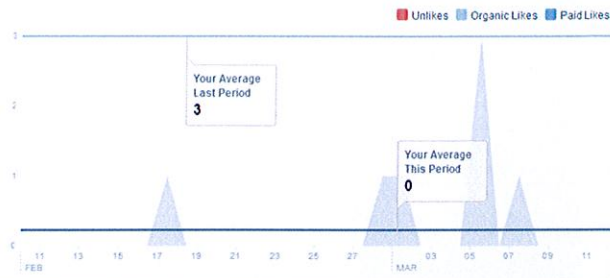 Unlikes Organic Likes Paid Likes
3
Your Average
Last Period
3
2
Your Average
This Period
0
1
0
11 13 15 17 19 21 23 25 27 03 05 07 09 11
FEB MAR